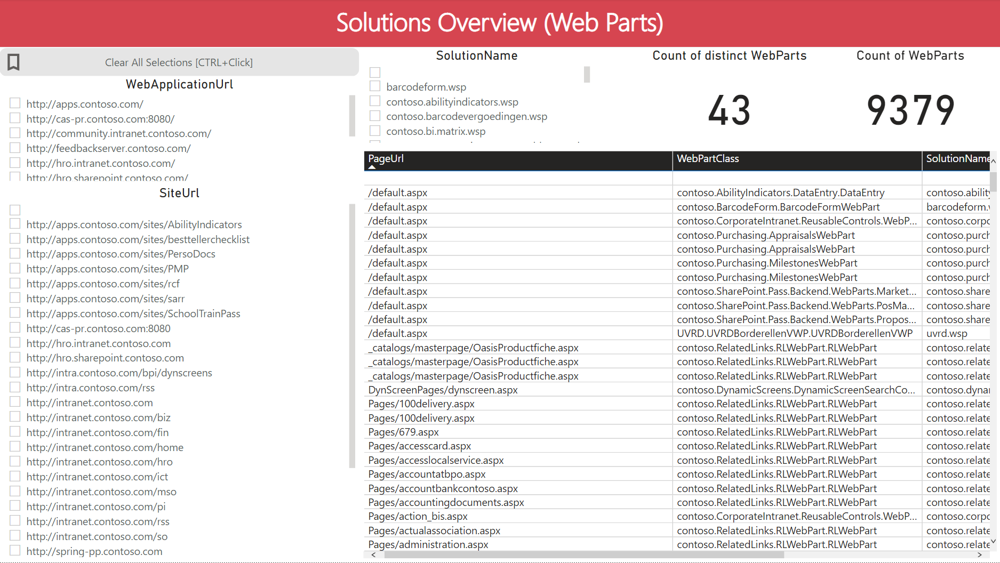 Solutions Overview (Web Parts)
Clear All Selections [CTRL+Click]
WebApplicationUrl
http://apps.contoso.com/
http://cas-pr.contoso.com:8080/
http://community.intranet.contoso.com/
http://feedbackserver.contoso.com/
http://hro.intranet.contoso.com/
http://hro.sharepoint.contoso.com/
SiteUrl
http://apps.contoso.com/sites/AbilityIndicators
http://apps.contoso.com/sites/besttellerchecklist
http://apps.contoso.com/sites/PersoDocs
http://apps.contoso.com/sites/PMP
http://apps.contoso.com/sites/rcf
http://apps.contoso.com/sites/sarr
http://apps.contoso.com/sites/SchoolTrainPass
http://cas-pr.contoso.com:8080
http://hro.intranet.contoso.com
http://hro.sharepoint.contoso.com
http://intra.contoso.com/bpi/dynscreens
http://intra.contoso.com/rss
http://intranet.contoso.com
http://intranet.contoso.com/biz
http://intranet.contoso.com/fin
http://intranet.contoso.com/home
http://intranet.contoso.com/hro
http://intranet.contoso.com/ict
http://intranet.contoso.com/mso
http://intranet.contoso.com/pi
http://intranet.contoso.com/rss
http://intranet.contoso.com/so
http://spring-pp.contoso.com
SolutionName
barcodeform.wsp
contoso.abilityindicators.wsp
contoso.barcodevergoedingen.wsp
contoso.bi.matrix.wsp
Count of distinct WebParts
43
Count of WebParts
9379
PageUrl WebPartClass SolutionName
/default.aspx contoso.AbilityIndicators.DataEntry.DataEntry contoso.ability
/default.aspx contoso.BarcodeForm.BarcodeFormWebPart barcodeform.
/default.aspx contoso.CorporateIntranet.ReusableControls.WebP... contoso.corpo
/default.aspx contoso.Purchasing.AppraisalsWebPart contoso.purch
/default.aspx contoso.Purchasing.AppraisalsWebPart contoso.purch
/default.aspx contoso.Purchasing.MilestonesWebPart contoso.purch
/default.aspx contoso.Purchasing.MilestonesWebPart contoso.purch
/default.aspx contoso.SharePoint.Pass.Backend.WebParts.Market... contoso.share
/default.aspx contoso.SharePoint.Pass.Backend.WebParts.PosMa... contoso.share
/default.aspx contoso.SharePoint.Pass.Backend.WebParts.Propos... contoso.share
/default.aspx UVRD.UVRDBorderellenVWP.UVRDBorderellenVWP uvrd.wsp
_catalogs/masterpage/OasisProductfiche.aspx contoso.RelatedLinks.RLWebPart.RLWebPart contoso.relate
_catalogs/masterpage/OasisProductfiche.aspx contoso.RelatedLinks.RLWebPart.RLWebPart contoso.relate
_catalogs/masterpage/OasisProductfiche.aspx contoso.RelatedLinks.RLWebPart.RLWebPart contoso.relate
DynScreenPages/dynscreen.aspx contoso.DynamicScreens.DynamicScreenSearchCo... contoso.dynar
Pages/100delivery.aspx contoso.RelatedLinks.RLWebPart.RLWebPart contoso.relate
Pages/100delivery.aspx contoso.RelatedLinks.RLWebPart.RLWebPart contoso.relate
Pages/679.aspx contoso.RelatedLinks.RLWebPart.RLWebPart contoso.relate
Pages/accesscard.aspx contoso.RelatedLinks.RLWebPart.RLWebPart contoso.relate
Pages/accesslocalservice.aspx contoso.RelatedLinks.RLWebPart.RLWebPart contoso.relate
Pages/accountatbpo.aspx contoso.RelatedLinks.RLWebPart.RLWebPart contoso.relate
Pages/accountbankcontoso.aspx contoso.RelatedLinks.RLWebPart.RLWebPart contoso.relate
Pages/accountingdocuments.aspx contoso.RelatedLinks.RLWebPart.RLWebPart contoso.relate
Pages/action_bis.aspx contoso.CorporateIntranet.ReusableControls.WebP... contoso.corpo
Pages/actualassociation.aspx contoso.RelatedLinks.RLWebPart.RLWebPart contoso.relate
Pages/administration.aspx contoso.RelatedLinks.RLWebPart.RLWebPart contoso.relate